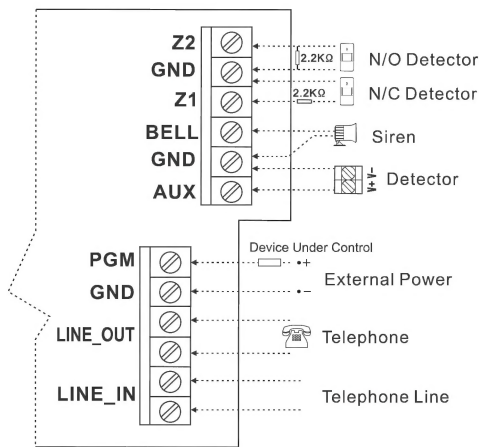 Z2
GND
Z1
BELL
GND
AUX
2.2KΩ
N/O Detector
2.2KΩ
N/C Detector
Siren
V-
V+
Detector
PGM
GND
LINE_OUT
LINE_IN
Device Under Control
+
-
External Power
Telephone
Telephone Line